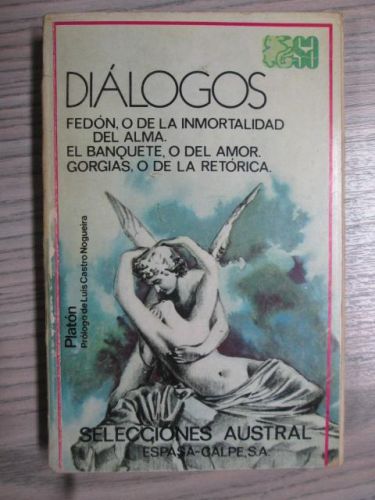 DIÁLOGOS
FEDÓN, O DE LA INMORTALIDAD
DEL ALMA.
EL BANQUETE, O DEL AMOR.
GORGIAS, O DE LA RETÓRICA.
Platón
Prólogo de Luis Castro Nogueira
SELECCIONES AUSTRAL
ESPASA-CALPE, S.A.